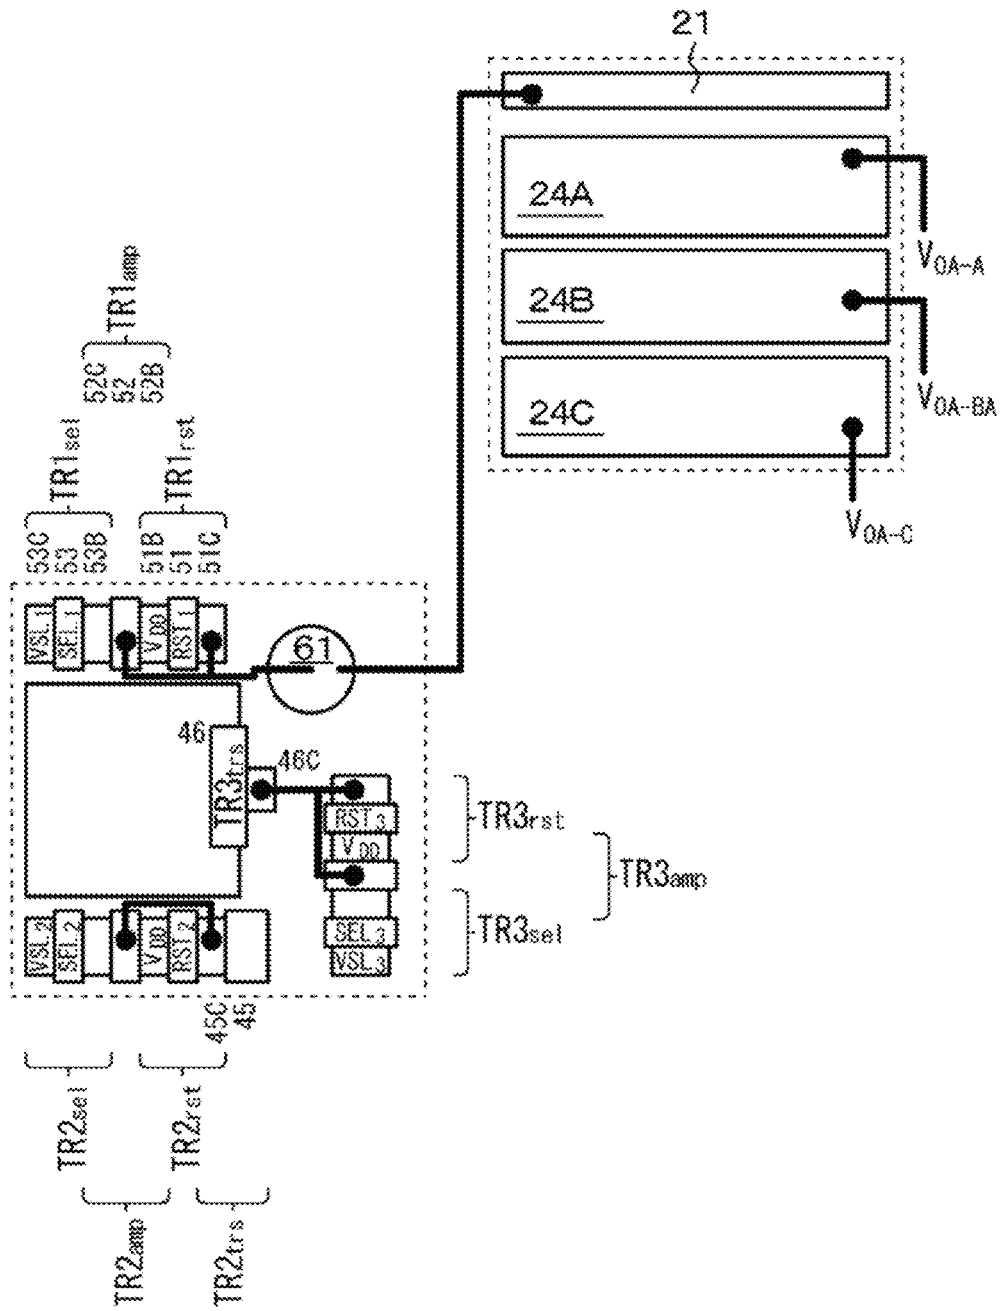 21
24A
V_OA-A
24B
V_OA-BA
24C
V_OA-C
TR1amp
52C
52
52B
TR1sel
TR1rst
53C
53
53B
51B
51
51C
VSL1
SEL1
VDD
RST1
61
46
TR3trs
46C
RST3
VDD
SEL3
VSL3
TR3rst
TR3amp
TR3sel
VSL2
SEL2
VDD
RST2
45C
45
TR2sel
TR2rst
TR2amp
TR2trs